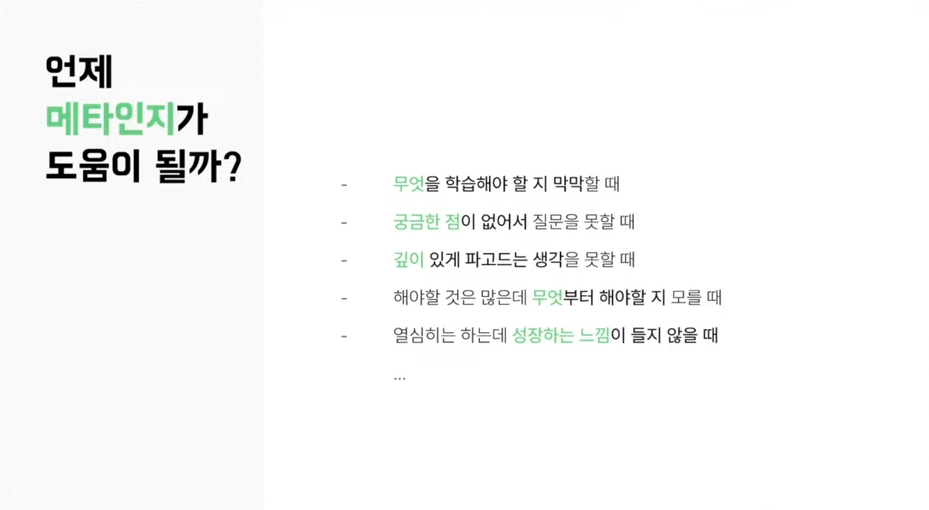 언제
메타인지가
도움이 될까?
- 무엇을 학습해야 할 지 막막할 때
- 궁금한 점이 없어서 질문을 못할 때
- 깊이 있게 파고드는 생각을 못할 때
- 해야할 것은 많은데 무엇부터 해야할 지 모를 때
- 열심히는 하는데 성장하는 느낌이 들지 않을 때
...